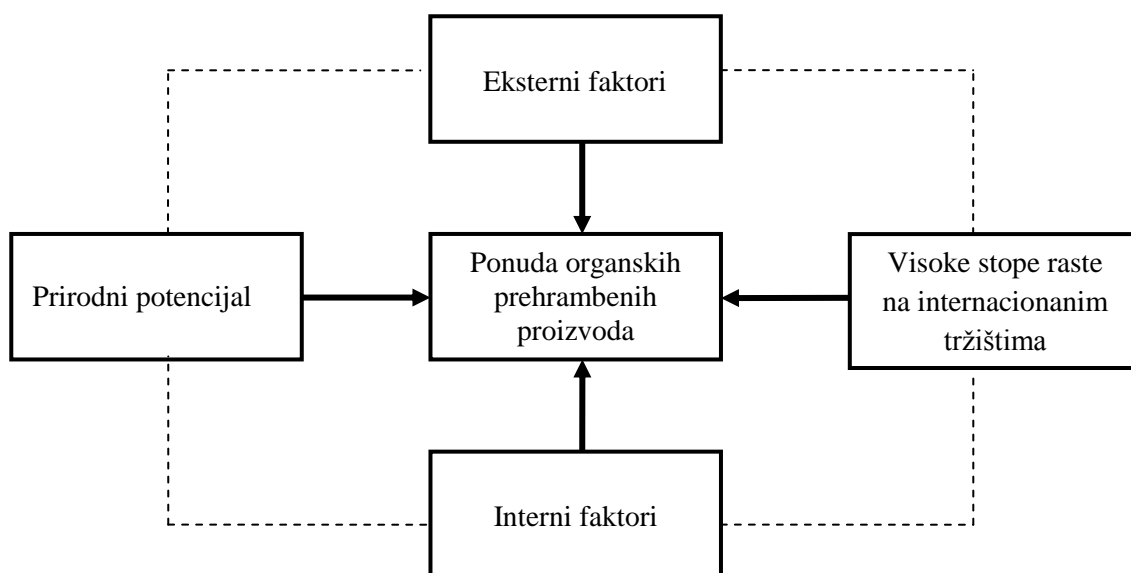 Eksterni faktori
Prirodni potencijal
Ponuda organskih
prehrambenih
proizvoda
Visoke stope raste
na internacionanim
tržištima
Interni faktori